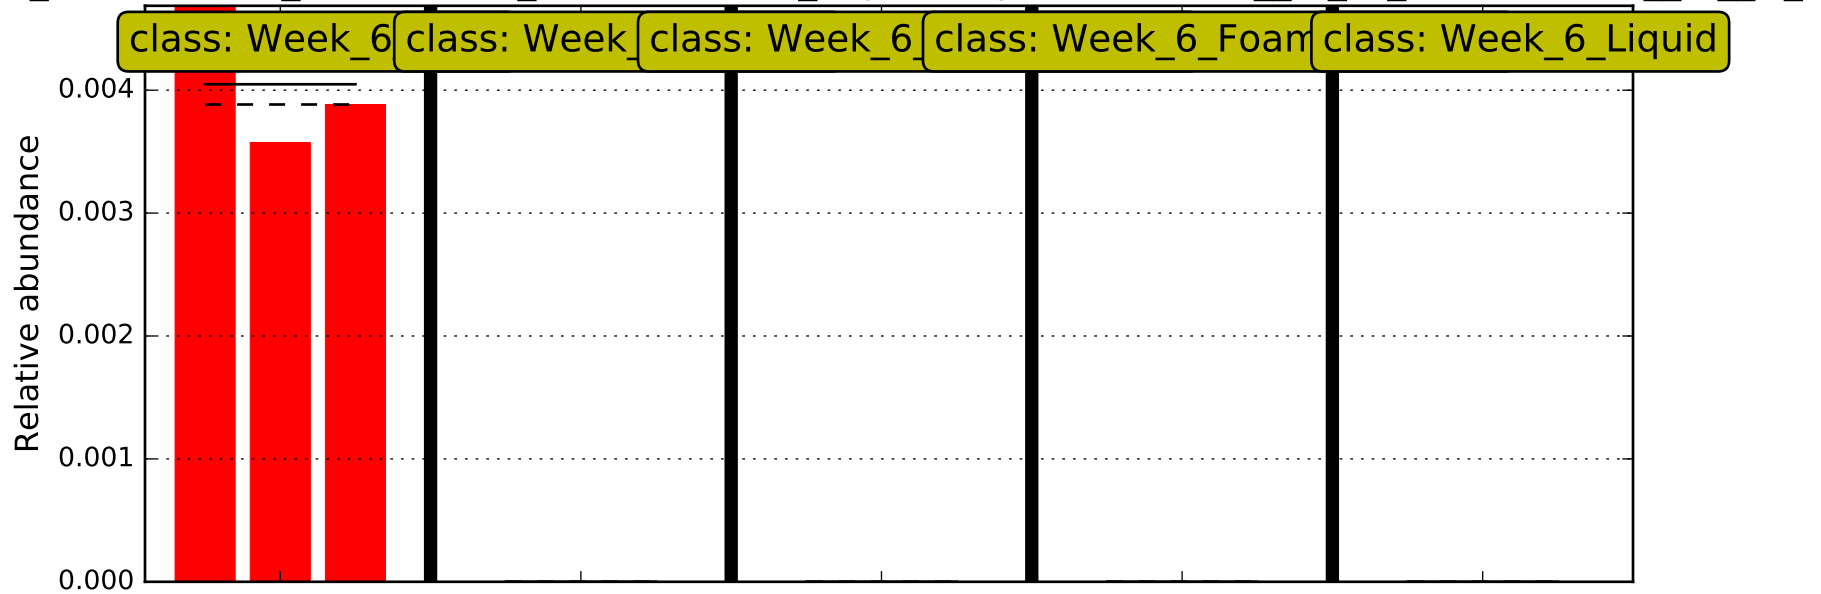 class: Week_6
class: Week_
class: Week_6_
class: Week_6_Foam
class: Week_6_Liquid
0.004
0.003
0.002
0.001
0.000
Relative abundance